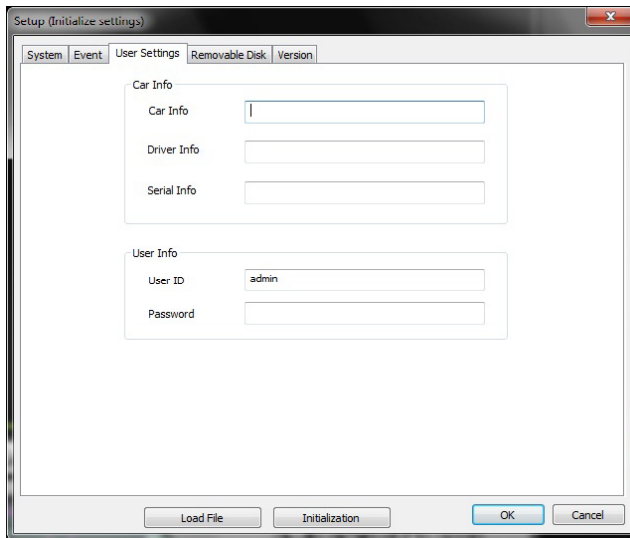 Setup (Initialize settings)
System Event User Settings Removable Disk Version
Car Info
Car Info
Driver Info
Serial Info
User Info
User ID admin
Password
Load File Initialization OK Cancel